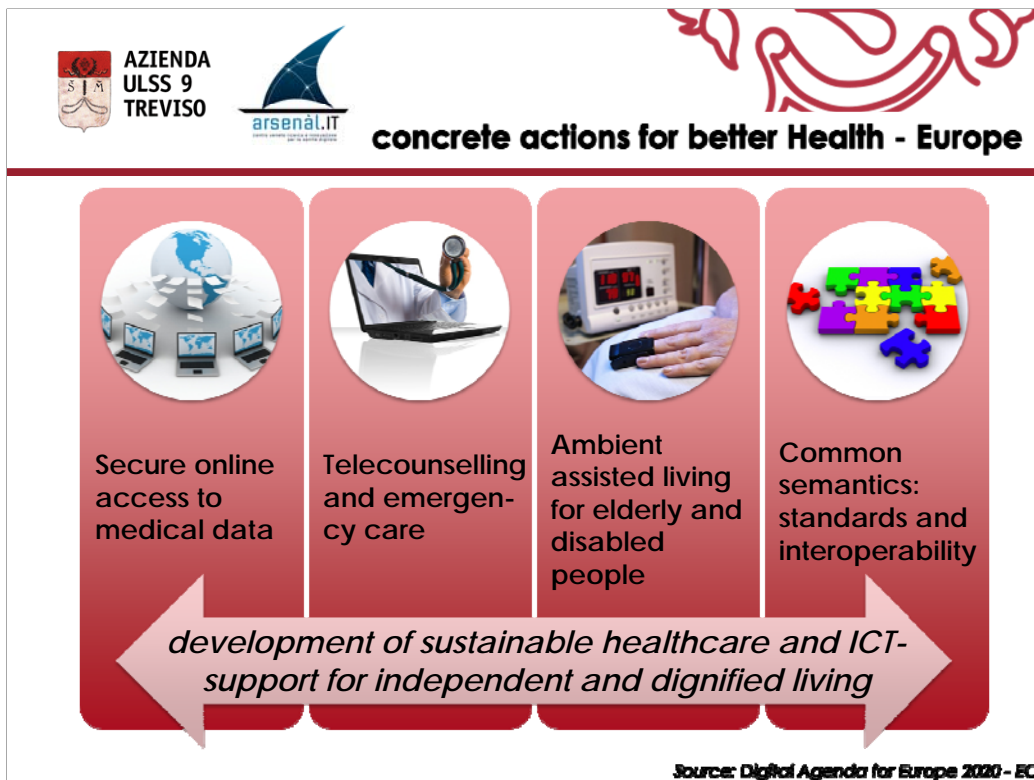 AZIENDA
ULSS 9
TREVISO
arsenàl.IT
concrete actions for better Health - Europe
Secure online
access to
medical data
Telecounselling
and emergen-
cy care
Ambient
assisted living
for elderly and
disabled
people
Common
semantics:
standards and
interoperability
development of sustainable healthcare and ICT-
support for independent and dignified living
Source: Digital Agenda for Europe 2020 - EC